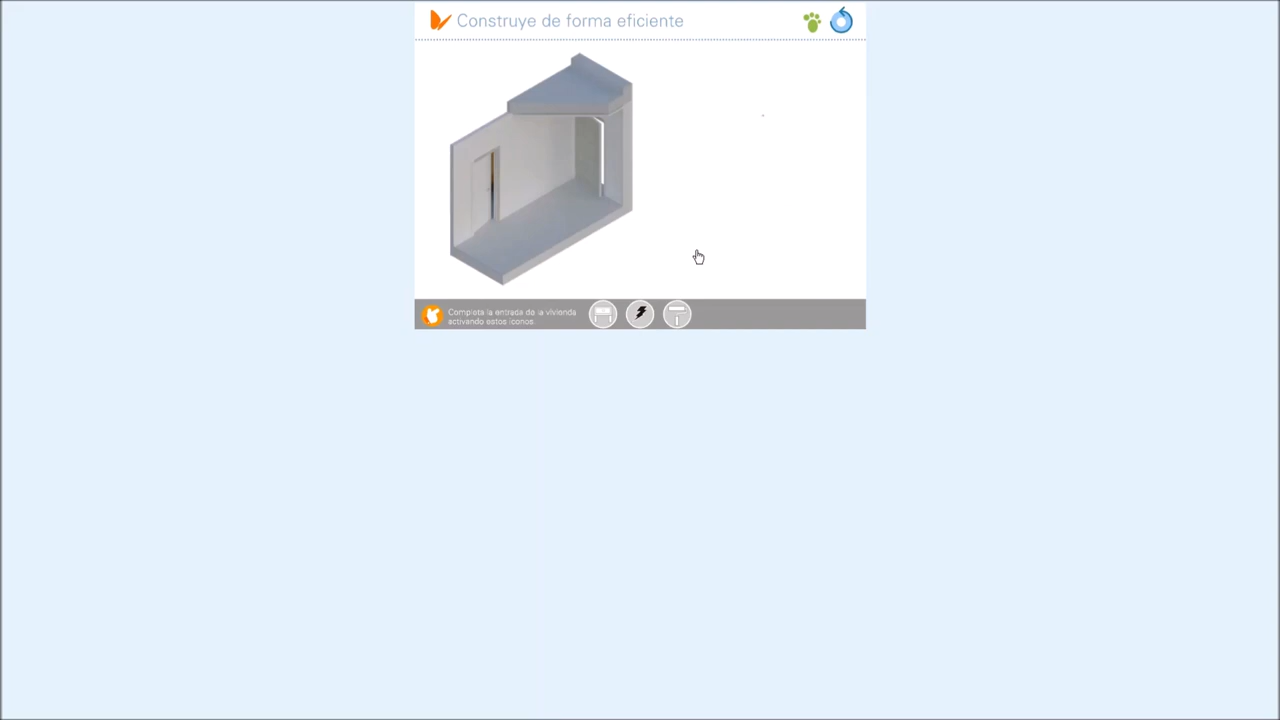 Construye de forma eficiente
Completa la entrada de la vivienda
activando estos iconos.